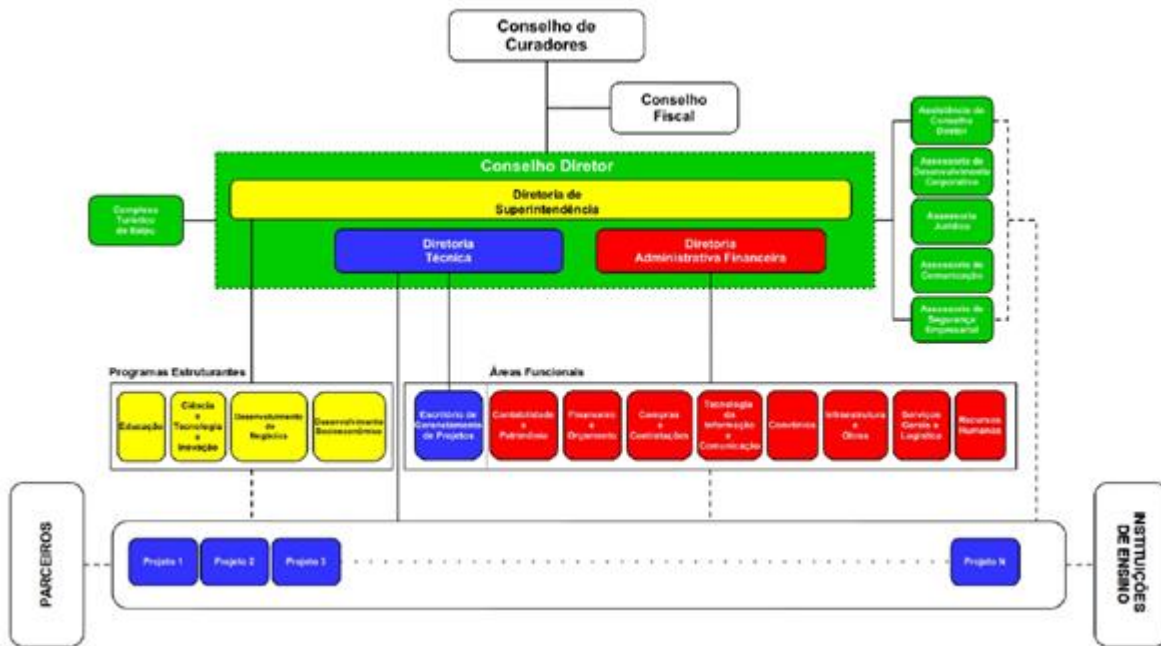 Conselho de
Curadores
Conselho
Fiscal
Conselho Diretor
Diretoria de
Superintendência
Diretoria
Técnica
Diretoria
Administrativa Financeira
Complexo
Turístico
de Itaipu
Assistência do
Conselho
Diretor
Assessoria de
Desenvolvimento
Corporativo
Assessoria
Jurídica
Assessoria de
Comunicação
Assessoria de
Segurança
Empresarial
Programas Estruturantes
Educação
Ciência
e
Tecnologia
e
Inovação
Desenvolvimento
de
Negócios
Desenvolvimento
Socioeconômico
Áreas Funcionais
Escritório de
Gerenciamento
de Projetos
Contabilidade
e
Patrimônio
Financeiro
e
Orçamento
Compras
e
Contratações
Tecnologia
da
Informação
e
Comunicação
Convênios
Infraestrutura
e
Obras
Serviços
Gerais e
Logística
Recursos
Humanos
PARCEIROS
Projeto 1
Projeto 2
Projeto 3
Projeto N
INSTITUIÇÕES
DE ENSINO